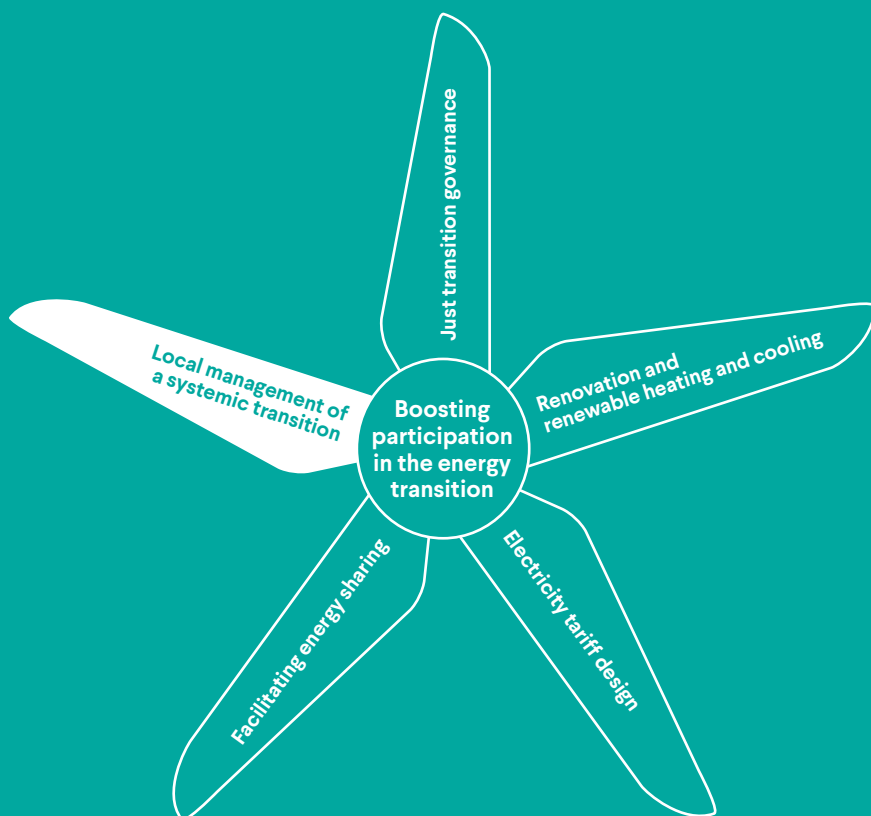 Just transition governance
Renovation and
renewable heating and cooling
Local management of
a systemic transition
Boosting
participation
in the energy
transition
Electricity tariff design
Facilitating energy sharing